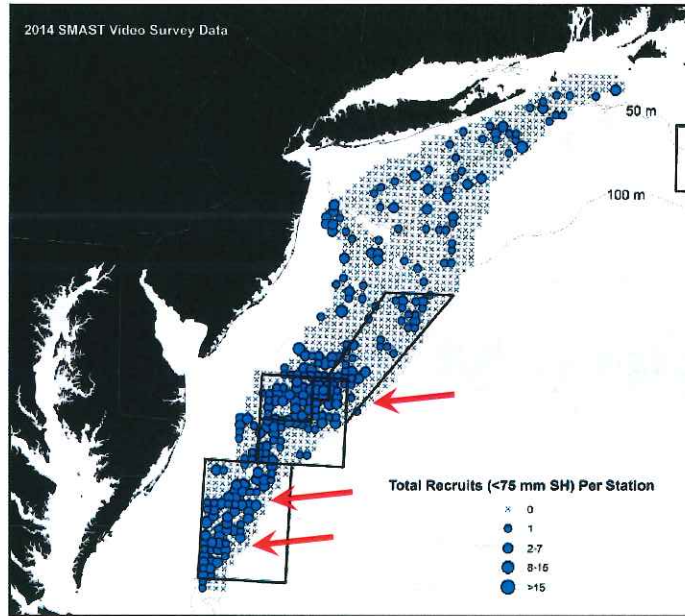 2014 SMAST Video Survey Data
50 m
100 m
Total Recruits (<75 mm SH) Per Station
0
1
2-7
8-15
>15